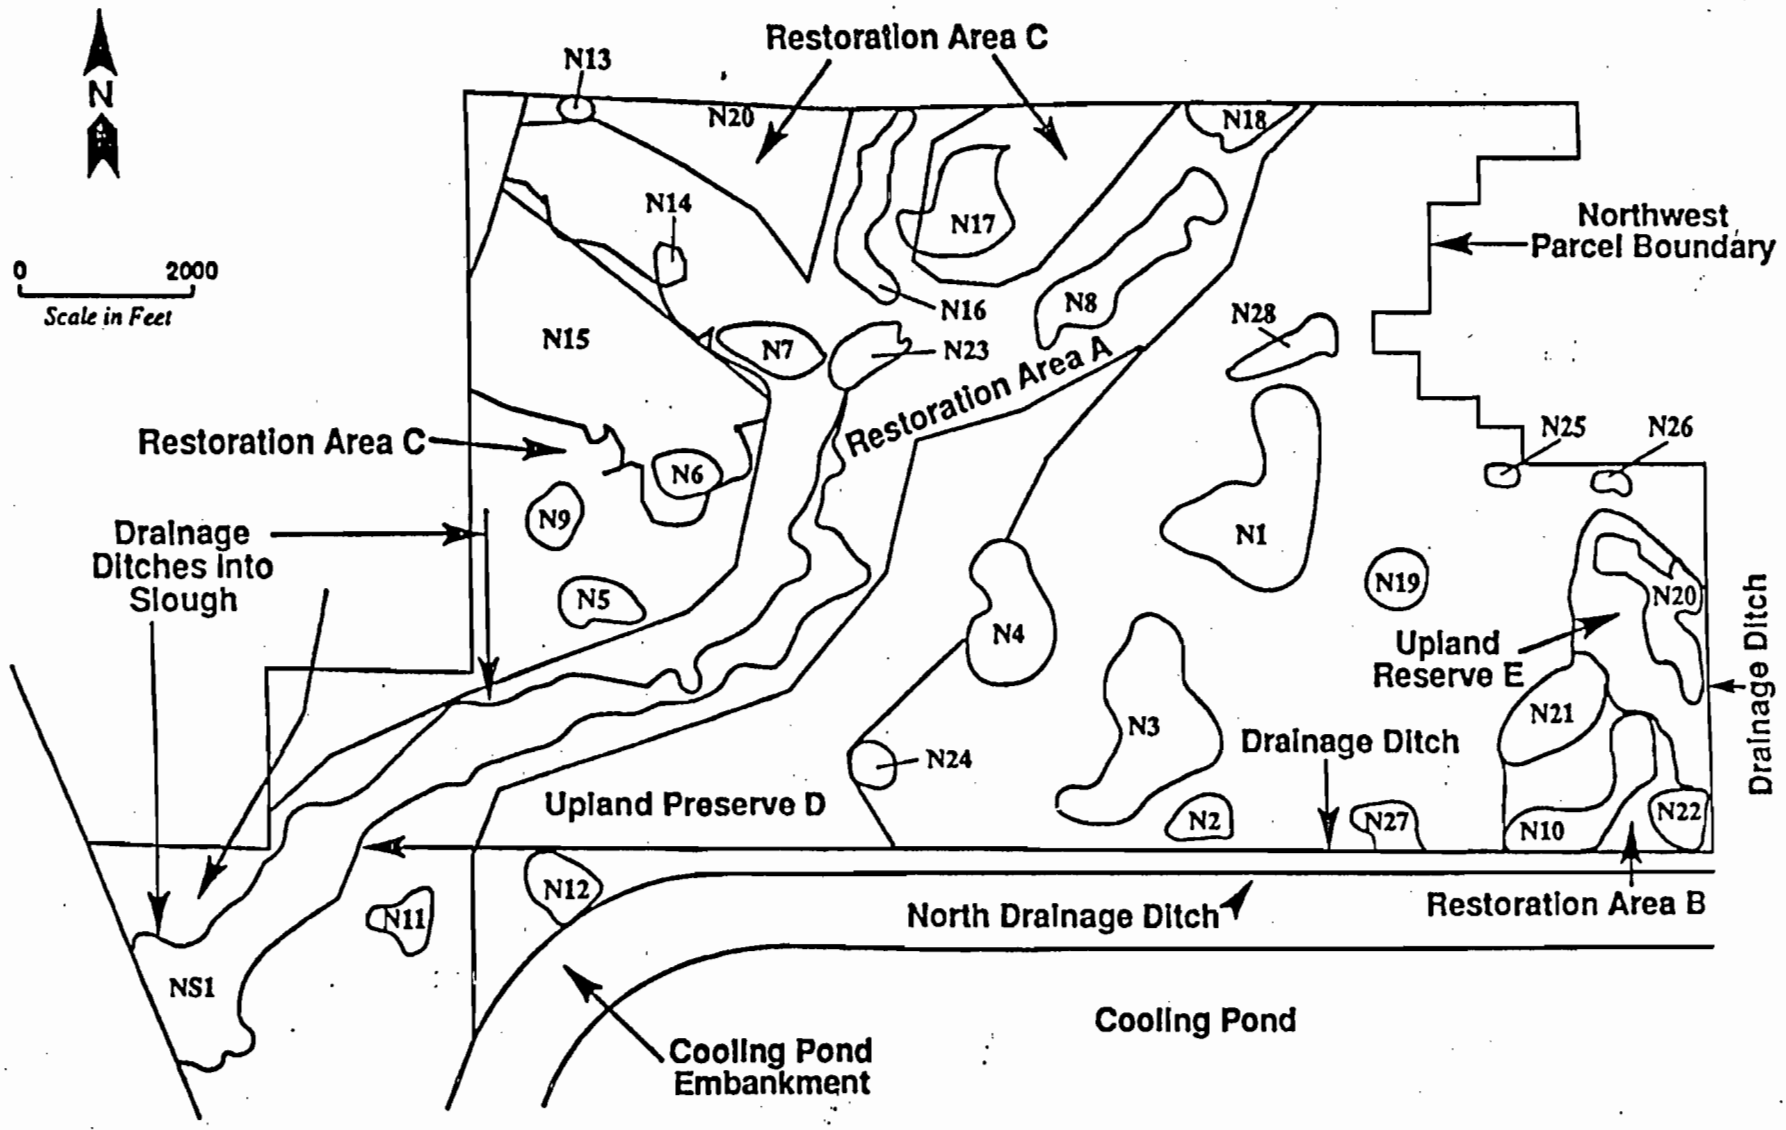 Restoration Area C
N13
N
N20
N18
N14
N17
Northwest
Parcel Boundary
0 2000
Scale in Feet
N16
N8
N28
N15
N7
N23
Restoration Area A
N25
N26
Restoration Area C
N6
N9
N1
Drainage
Ditches into
Slough
N19
N20
N5
N4
Upland
Reserve E
Drainage Ditch
N21
N3
Drainage Ditch
N24
Upland Preserve D
N2
N27
N10
N22
N12
N11
North Drainage Ditch
Restoration Area B
NS1
Cooling Pond
Cooling Pond
Embankment